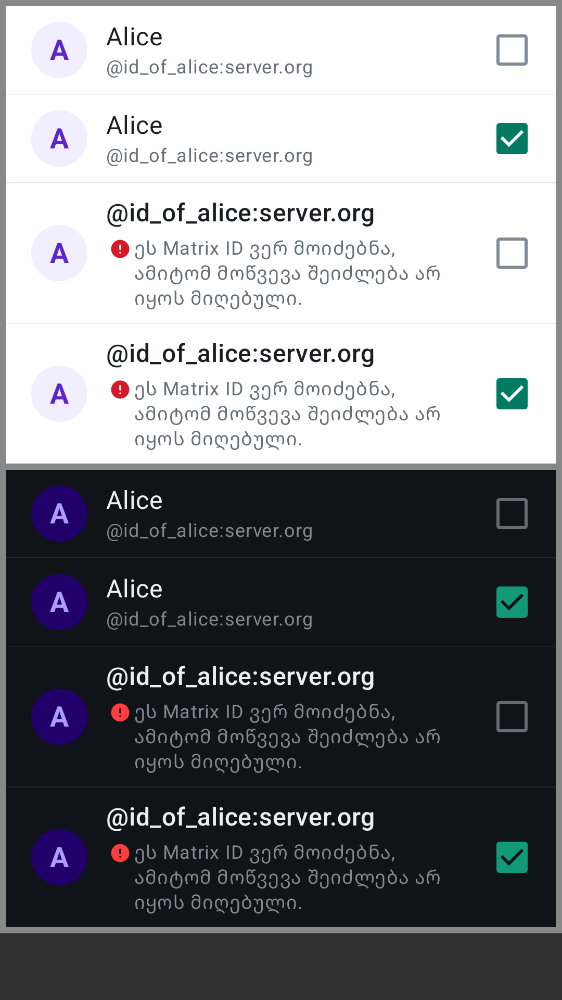 A
Alice
@id_of_alice:server.org
A
Alice
@id_of_alice:server.org
A
@id_of_alice:server.org
ეს Matrix ID ვერ მოიძებნა,
ამიტომ მოწვევა შეიძლება არ
იყოს მიღებული.
A
@id_of_alice:server.org
ეს Matrix ID ვერ მოიძებნა,
ამიტომ მოწვევა შეიძლება არ
იყოს მიღებული.
A
Alice
@id_of_alice:server.org
A
Alice
@id_of_alice:server.org
A
@id_of_alice:server.org
ეს Matrix ID ვერ მოიძებნა,
ამიტომ მოწვევა შეიძლება არ
იყოს მიღებული.
A
@id_of_alice:server.org
ეს Matrix ID ვერ მოიძებნა,
ამიტომ მოწვევა შეიძლება არ
იყოს მიღებული.